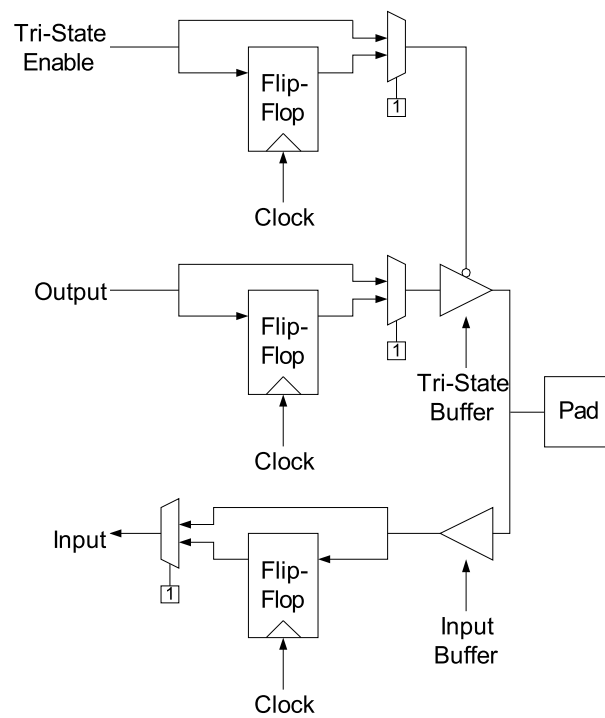 Tri-State
Enable
Flip-
Flop
1
Clock
Output
Flip-
Flop
1
Tri-State
Buffer
Pad
Clock
Input
Flip-
Flop
1
Input
Buffer
Clock